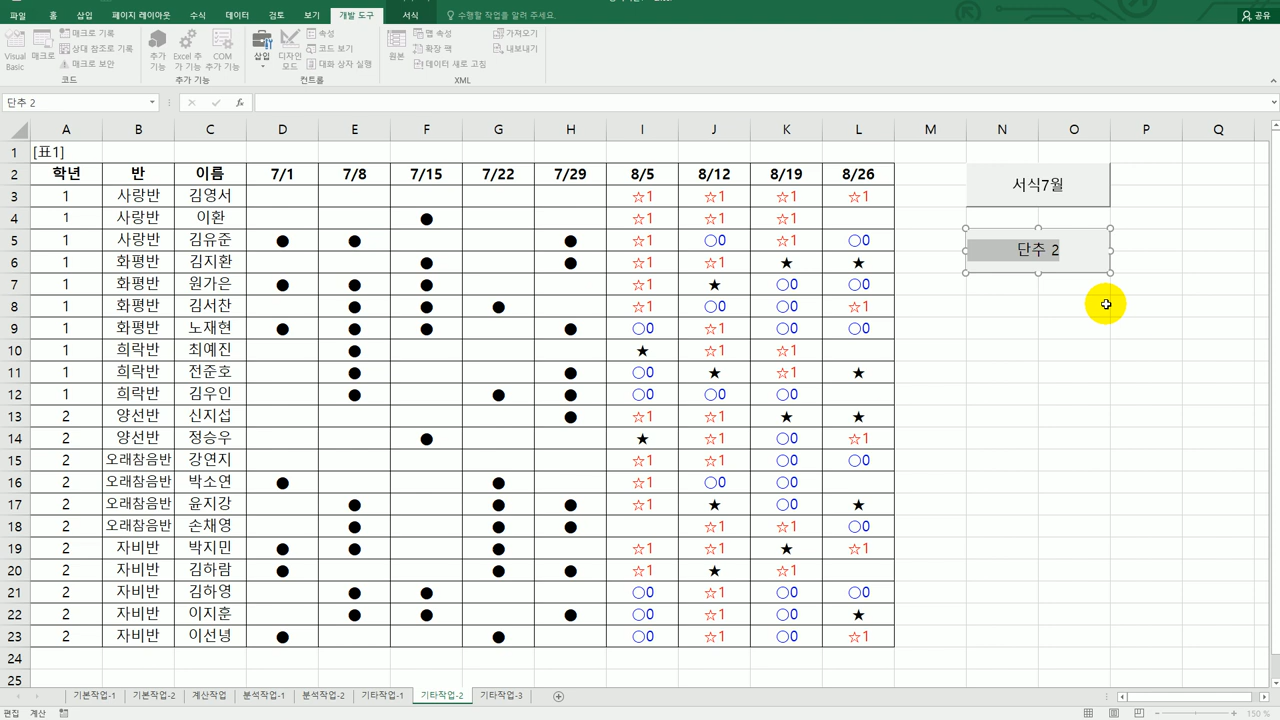 파일 홈 삽입 페이지 레이아웃 수식 데이터 검토 보기 개발 도구 서식 수행할 작업을 알려 주세요. 공유
Visual Basic 매크로 매크로 기록 상대 참조로 기록 매크로 보안 추가 기능 Excel 추가 기능 COM 추가 기능 삽입 디자인 모드 속성 코드 보기 대화 상자 실행 원본 맵 속성 확장 팩 데이터 새로 고침 가져오기 내보내기
코드 추가 기능 컨트롤 XML
단추 2 fx
A B C D E F G H I J K L M N O P Q
1 [표1]
2 학년 반 이름 7/1 7/8 7/15 7/22 7/29 8/5 8/12 8/19 8/26
서식7월
3 1 사랑반 김영서 ☆1 ☆1 ☆1 ☆1
4 1 사랑반 이환 ● ☆1 ☆1 ☆1
5 1 사랑반 김유준 ● ● ● ☆1 ○0 ☆1 ○0
단추 2
6 1 화평반 김지환 ● ● ☆1 ☆1 ★ ★
7 1 화평반 원가은 ● ● ● ☆1 ★ ○0 ○0
8 1 화평반 김서찬 ● ● ● ☆1 ○0 ○0 ☆1
9 1 화평반 노재현 ● ● ● ● ○0 ☆1 ○0 ○0
10 1 희락반 최예진 ● ★ ☆1 ☆1
11 1 희락반 전준호 ● ● ○0 ★ ☆1 ★
12 1 희락반 김우인 ● ● ● ○0 ○0 ○0
13 2 양선반 신지섭 ● ☆1 ☆1 ★ ★
14 2 양선반 정승우 ● ★ ☆1 ○0 ☆1
15 2 오래참음반 강연지 ☆1 ☆1 ○0 ○0
16 2 오래참음반 박소연 ● ● ☆1 ○0 ○0
17 2 오래참음반 윤지강 ● ● ● ☆1 ★ ○0 ★
18 2 오래참음반 손채영 ● ● ● ☆1 ☆1 ○0
19 2 자비반 박지민 ● ● ● ☆1 ☆1 ★ ☆1
20 2 자비반 김하람 ● ● ● ☆1 ★ ☆1
21 2 자비반 김하영 ● ● ○0 ☆1 ○0 ○0
22 2 자비반 이지훈 ● ● ● ○0 ☆1 ○0 ★
23 2 자비반 이선녕 ● ● ○0 ☆1 ○0 ☆1
24
25
기본작업-1 기본작업-2 계산작업 분석작업-1 분석작업-2 기타작업-1 기타작업-2 기타작업-3
편집 계산 150 %